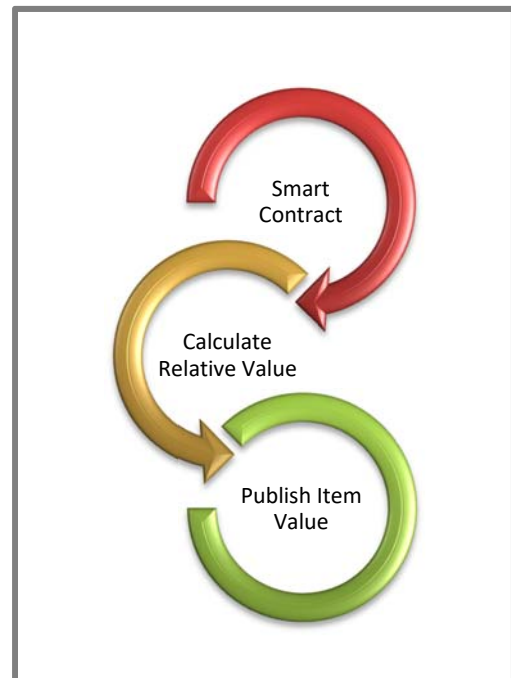 Smart
Contract
Calculate
Relative Value
Publish Item
Value